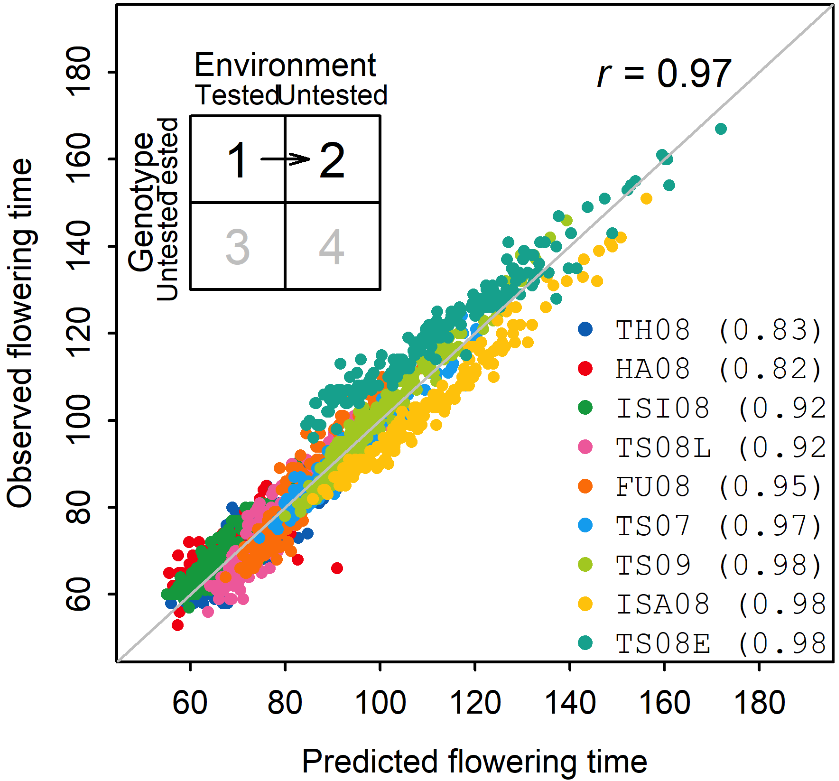 r = 0.97
Environment
Tested Untested
Genotype
Tested
Untested
1 → 2
3 4
180
160
140
120
100
80
60
Observed flowering time
TH08 (0.83)
HA08 (0.82)
ISI08 (0.92
TS08L (0.92
FU08 (0.95)
TS07 (0.97)
TS09 (0.98)
ISA08 (0.98
TS08E (0.98
60 80 100 120 140 160 180
Predicted flowering time